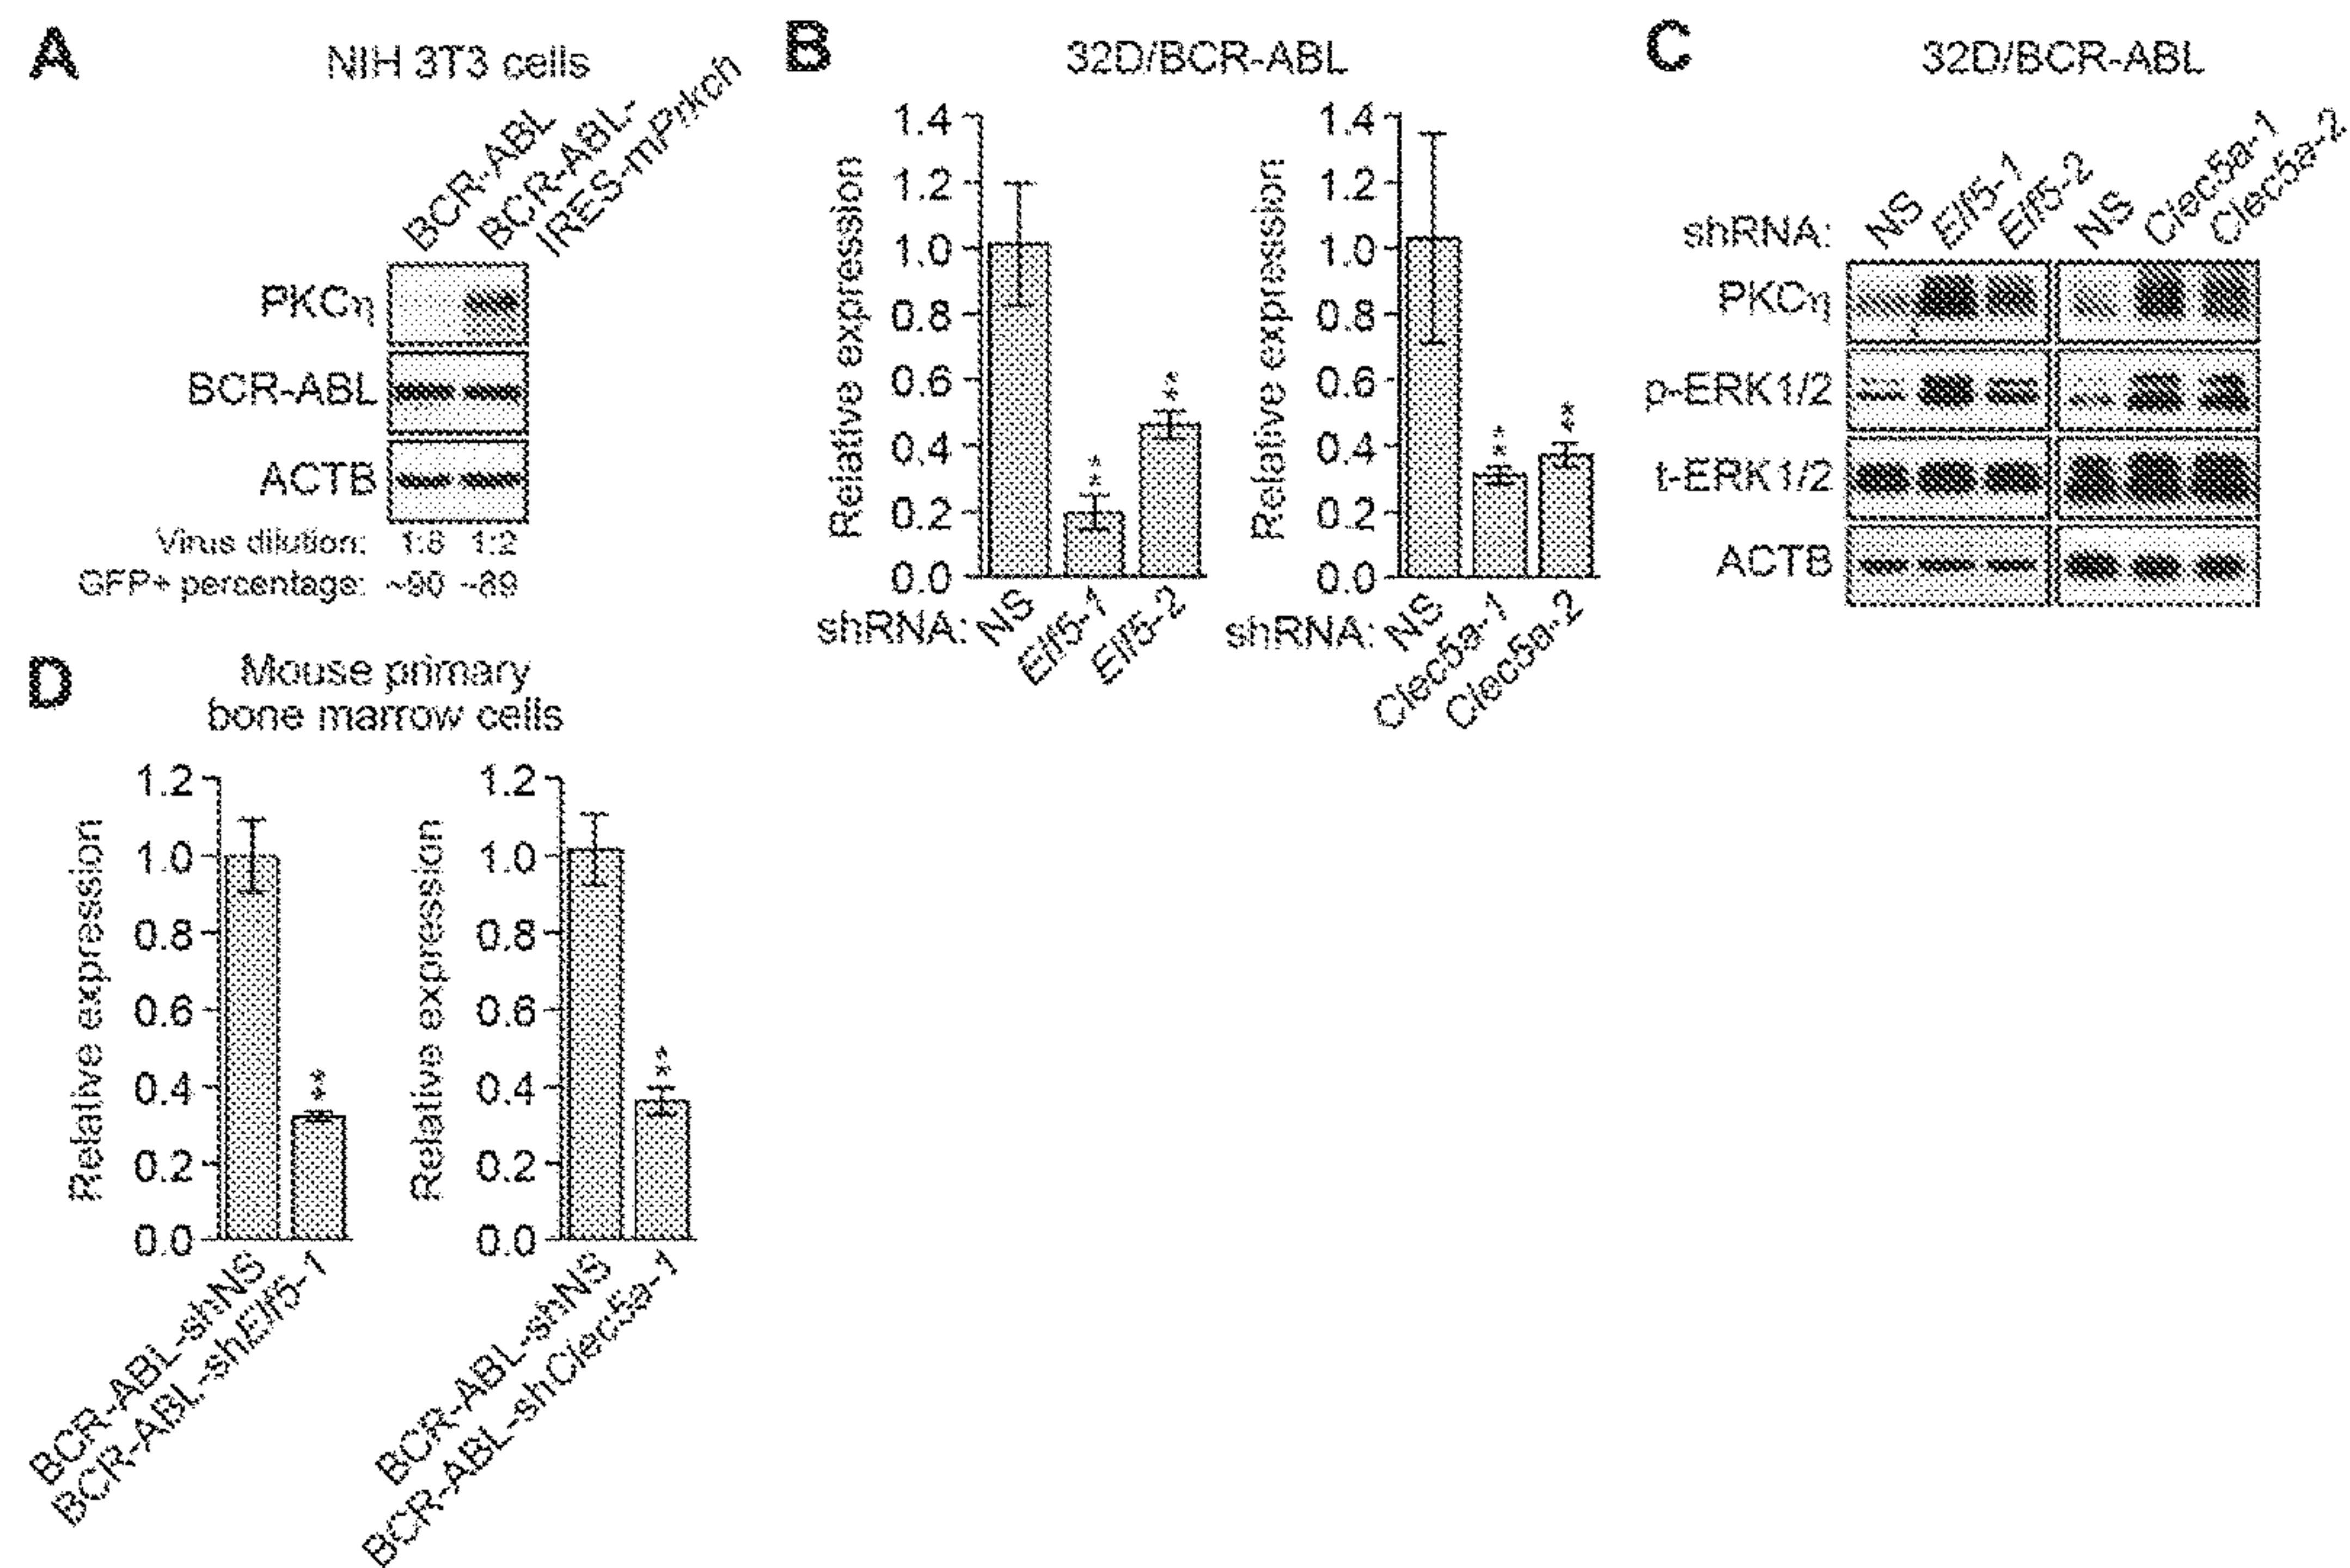 A
NIH 3T3 cells
BCR-ABL
BCR-ABL-
IRES-mPrkch
PKCη
BCR-ABL
ACTB
Virus dilution: 1:8 1:2
GFP+ percentage: ~90 ~89
B
32D/BCR-ABL
Relative expression
1.4
1.2
1.0
0.8
0.6
0.4
0.2
0.0
** **
shRNA: NS Elf5-1 Elf5-2
Relative expression
1.4
1.2
1.0
0.8
0.6
0.4
0.2
0.0
** **
shRNA: NS Clec5a-1 Clec5a-2
C
32D/BCR-ABL
shRNA: NS Elf5-1 Elf5-2 NS Clec5a-1 Clec5a-2
PKCη
p-ERK1/2
t-ERK1/2
ACTB
D
Mouse primary
bone marrow cells
Relative expression
1.2
1.0
0.8
0.6
0.4
0.2
0.0
**
BCR-ABL-shNS
BCR-ABL-shElf5-1
Relative expression
1.2
1.0
0.8
0.6
0.4
0.2
0.0
**
BCR-ABL-shNS
BCR-ABL-shClec5a-1